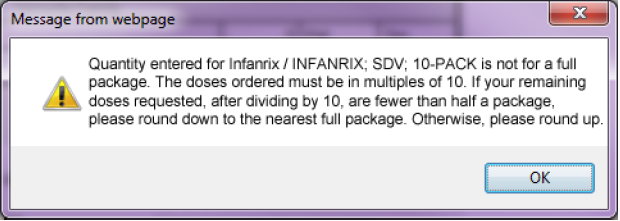 Message from webpage
Quantity entered for Infanrix / INFANRIX; SDV; 10-PACK is not for a full
package. The doses ordered must be in multiples of 10. If your remaining
doses requested, after dividing by 10, are fewer than half a package,
please round down to the nearest full package. Otherwise, please round up.
OK